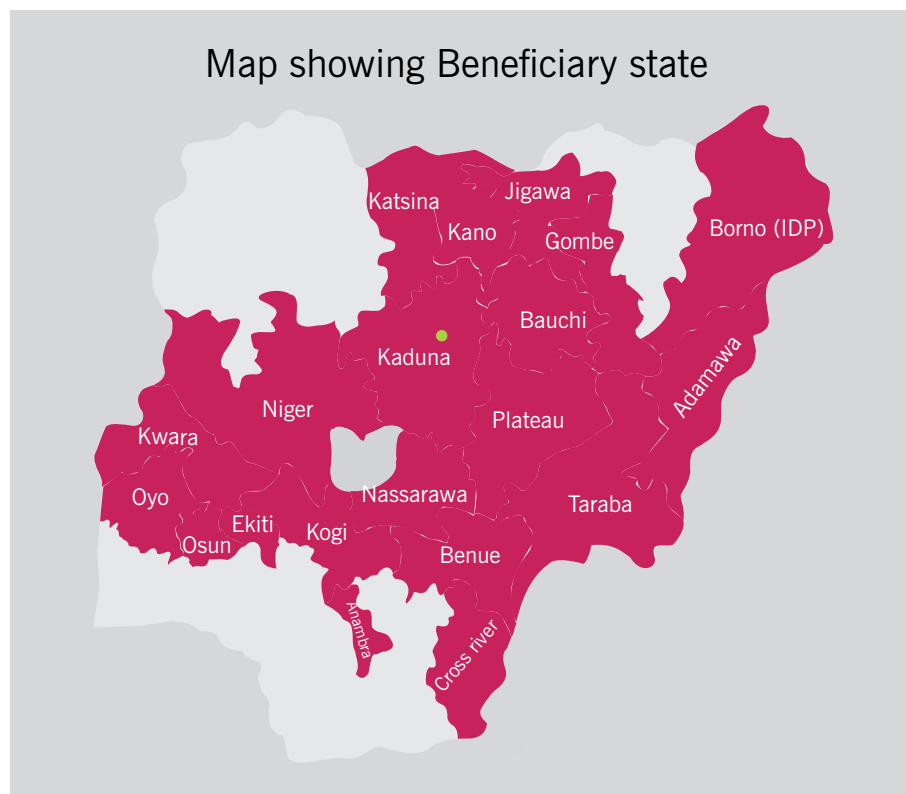 Map showing Beneficiary state
Katsina
Jigawa
Kano
Gombe
Borno (IDP)
Bauchi
Kaduna
Adamawa
Niger
Plateau
Kwara
Oyo
Nassarawa
Taraba
Ekiti
Kogi
Osun
Benue
Anambra
Cross river